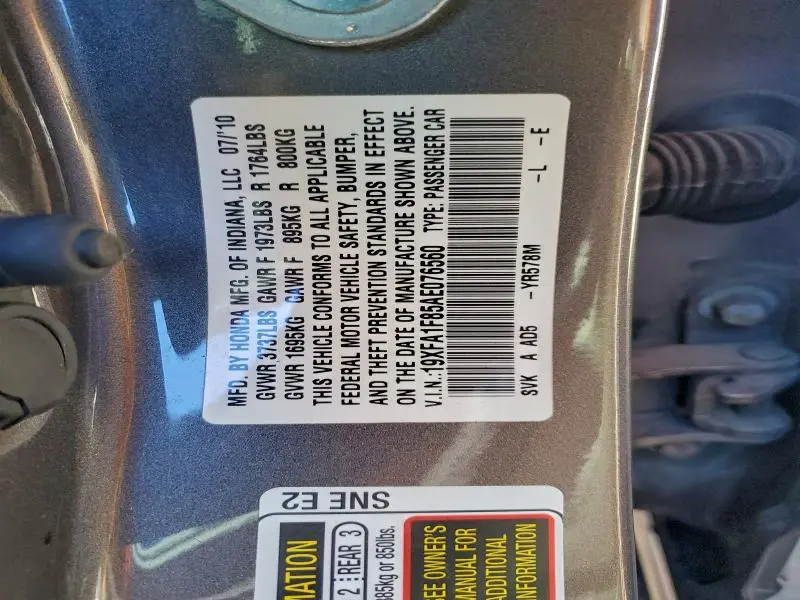 MFD. BY HONDA MFG. OF INDIANA, LLC 07/'10
GVWR 3737LBS GAWR F 1973LBS R 1764LBS
GVWR 1695KG GAWR F 895KG R 800KG
THIS VEHICLE CONFORMS TO ALL APPLICABLE
FEDERAL MOTOR VEHICLE SAFETY, BUMPER,
AND THEFT PREVENTION STANDARDS IN EFFECT
ON THE DATE OF MANUFACTURE SHOWN ABOVE.
V.I.N.:19XFA1F65AE076560 TYPE: PASSENGER CAR
SVK A AD5 - YR578M - L - E
SNE E2
MATION
2 REAR 3
385kg or 850lbs.
SEE OWNER'S
MANUAL FOR
ADDITIONAL
INFORMATION